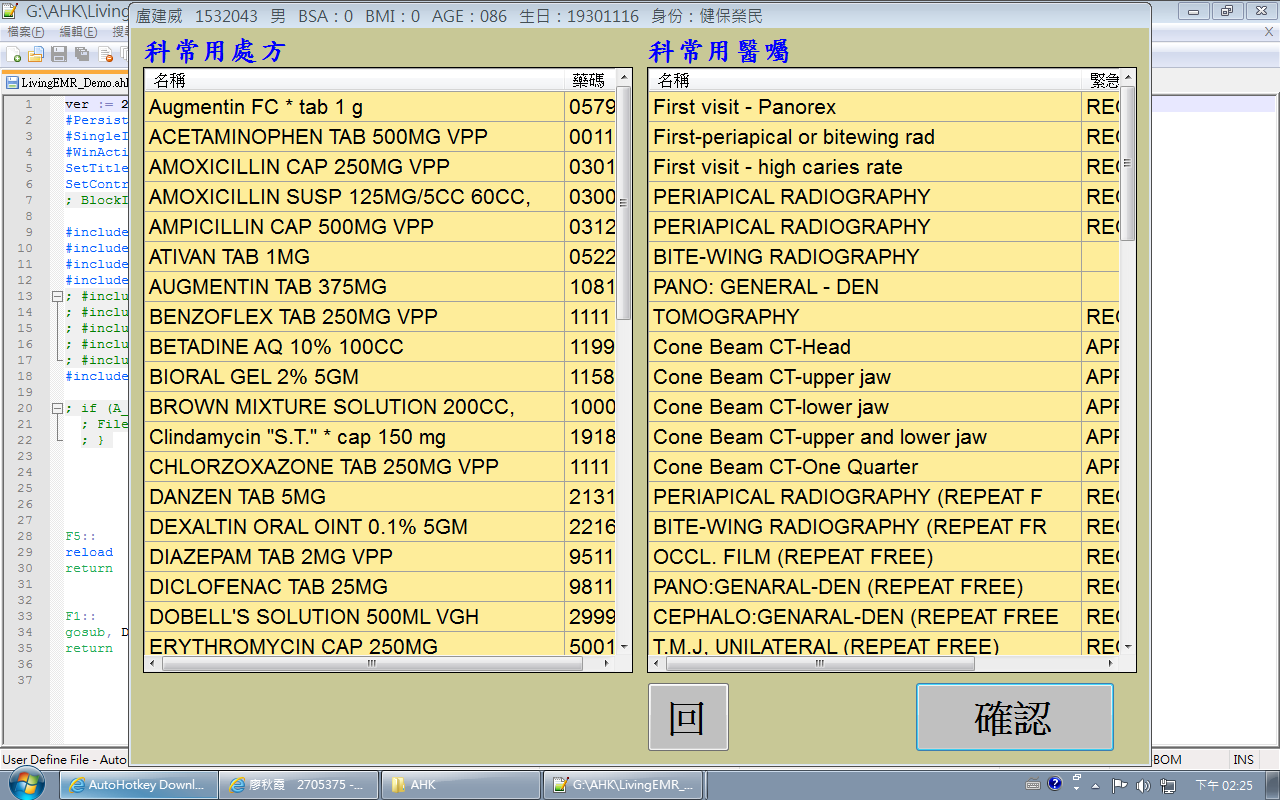 G:\AHK\Living
盧建威 1532043 男 BSA：0 BMI：0 AGE：086 生日：19301116 身份：健保榮民
檔案(F) 編輯(E) 搜
LivingEMR_Demo.ah
1 ver := 2
2 #Persist
3 #SingleI
4 #WinActi
5 SetTitle
6 SetContr
7 ; BlockI
8
9 #include
10 #include
11 #include
12 #include
13 ; #inclu
14 ; #inclu
15 ; #inclu
16 ; #inclu
17 ; #inclu
18 #include
19
20 ; if (A_
21 ; File
22 ; }
23
24
25
26
27
28 F5::
29 reload
30 return
31
32
33 F1::
34 gosub, D
35 return
36
37
科常用處方
名稱 藥碼
Augmentin FC * tab 1 g 0579
ACETAMINOPHEN TAB 500MG VPP 0011
AMOXICILLIN CAP 250MG VPP 0301
AMOXICILLIN SUSP 125MG/5CC 60CC, 0300
AMPICILLIN CAP 500MG VPP 0312
ATIVAN TAB 1MG 0522
AUGMENTIN TAB 375MG 1081
BENZOFLEX TAB 250MG VPP 1111
BETADINE AQ 10% 100CC 1199
BIORAL GEL 2% 5GM 1158
BROWN MIXTURE SOLUTION 200CC, 1000
Clindamycin "S.T." * cap 150 mg 1918
CHLORZOXAZONE TAB 250MG VPP 1111
DANZEN TAB 5MG 2131
DEXALTIN ORAL OINT 0.1% 5GM 2216
DIAZEPAM TAB 2MG VPP 9511
DICLOFENAC TAB 25MG 9811
DOBELL'S SOLUTION 500ML VGH 2999
ERYTHROMYCIN CAP 250MG 5001
科常用醫囑
名稱 緊急
First visit - Panorex REC
First-periapical or bitewing rad REC
First visit - high caries rate REC
PERIAPICAL RADIOGRAPHY REC
PERIAPICAL RADIOGRAPHY REC
BITE-WING RADIOGRAPHY
PANO: GENERAL - DEN
TOMOGRAPHY REC
Cone Beam CT-Head APP
Cone Beam CT-upper jaw APP
Cone Beam CT-lower jaw APP
Cone Beam CT-upper and lower jaw APP
Cone Beam CT-One Quarter APP
PERIAPICAL RADIOGRAPHY (REPEAT F REC
BITE-WING RADIOGRAPHY (REPEAT FR REC
OCCL. FILM (REPEAT FREE) REC
PANO:GENARAL-DEN (REPEAT FREE) REC
CEPHALO:GENARAL-DEN (REPEAT FREE REC
T.M.J, UNILATERAL (REPEAT FREE) REC
回 確認
User Define File - Auto BOM INS
AutoHotkey Downl... 廖秋霞 2705375 -... AHK G:\AHK\LivingEMR_... 下午 02:25